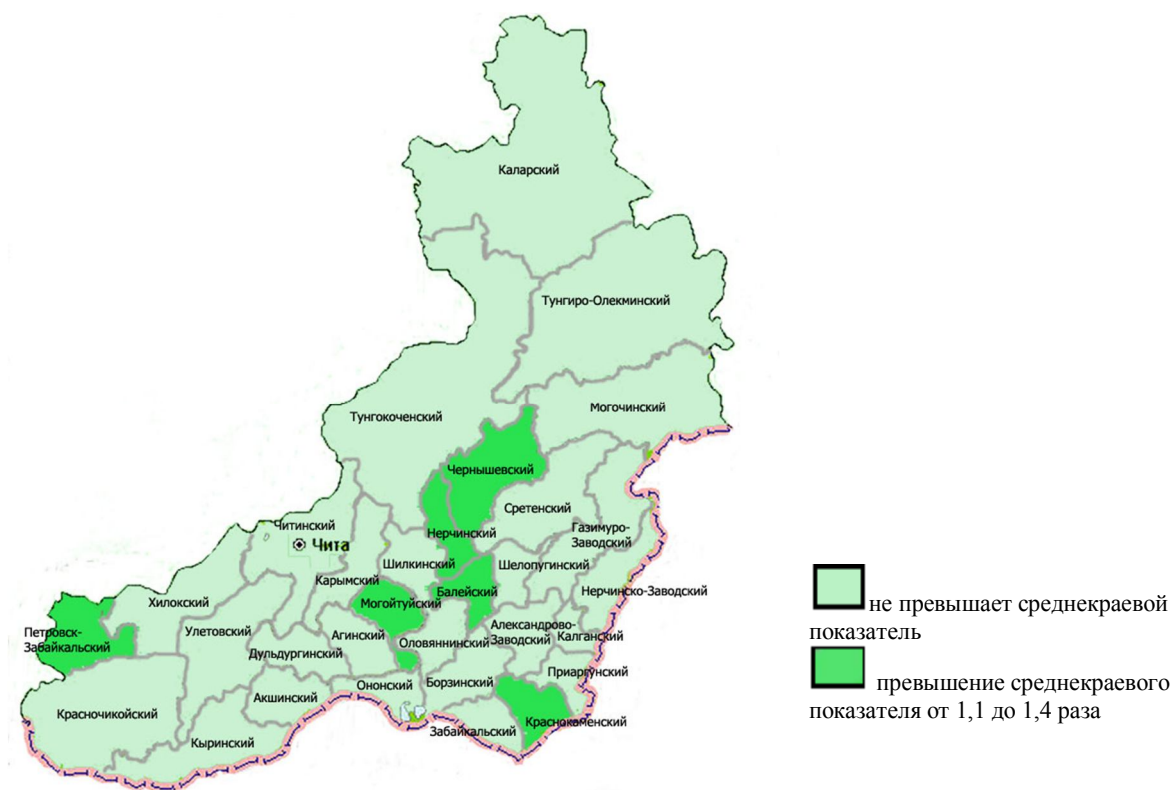 Каларский
Тунгиро-Олекминский
Тунгокоченский
Могочинский
Чернышевский
Сретенский
Читинский
Чита
Нерчинский
Газимуро-
Заводский
Шилкинский
Шелопугинский
Карымский
Балейский
Нерчинско-Заводский
Хилокский
Могойтуйский
Петровск-
Забайкальский
Улетовский
Агинский
Оловяннинский
Александрово-
Заводский
Калганский
Дульдургинский
Приаргунский
Ононский
Борзинский
Акшинский
Красночикойский
Краснокаменский
Забайкальский
Кыринский
не превышает среднекраевой
показатель
превышение среднекраевого
показателя от 1,1 до 1,4 раза